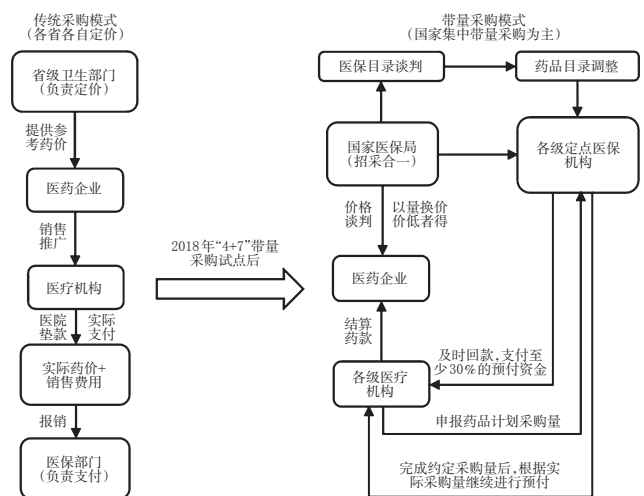 传统采购模式
(各省各自定价)
省级卫生部门
(负责定价)
提供参
考药价
医药企业
销售
推广
医疗机构
医院
垫款
实际
支付
实际药价+
销售费用
报销
医保部门
(负责支付)
2018年“4+7”带量
采购试点后
带量采购模式
(国家集中带量采购为主)
医保目录谈判
药品目录调整
国家医保局
(招采合一)
各级定点医保
机构
价格
谈判
以量换价
价低者得
医药企业
结算
药款
及时回款,支付至
少30%的预付资金
各级医疗
机构
申报药品计划采购量
完成约定采购量后,根据实
际采购量继续进行预付